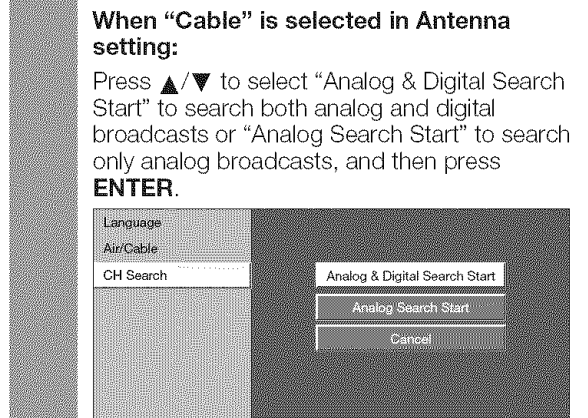 When “Cable” is selected in Antenna
setting:
Press ▲/▼ to select “Analog & Digital Search
Start” to search both analog and digital
broadcasts or “Analog Search Start” to search
only analog broadcasts, and then press
ENTER.
Language
Air/Cable
CH Search
Analog & Digital Search Start
Analog Search Start
Cancel